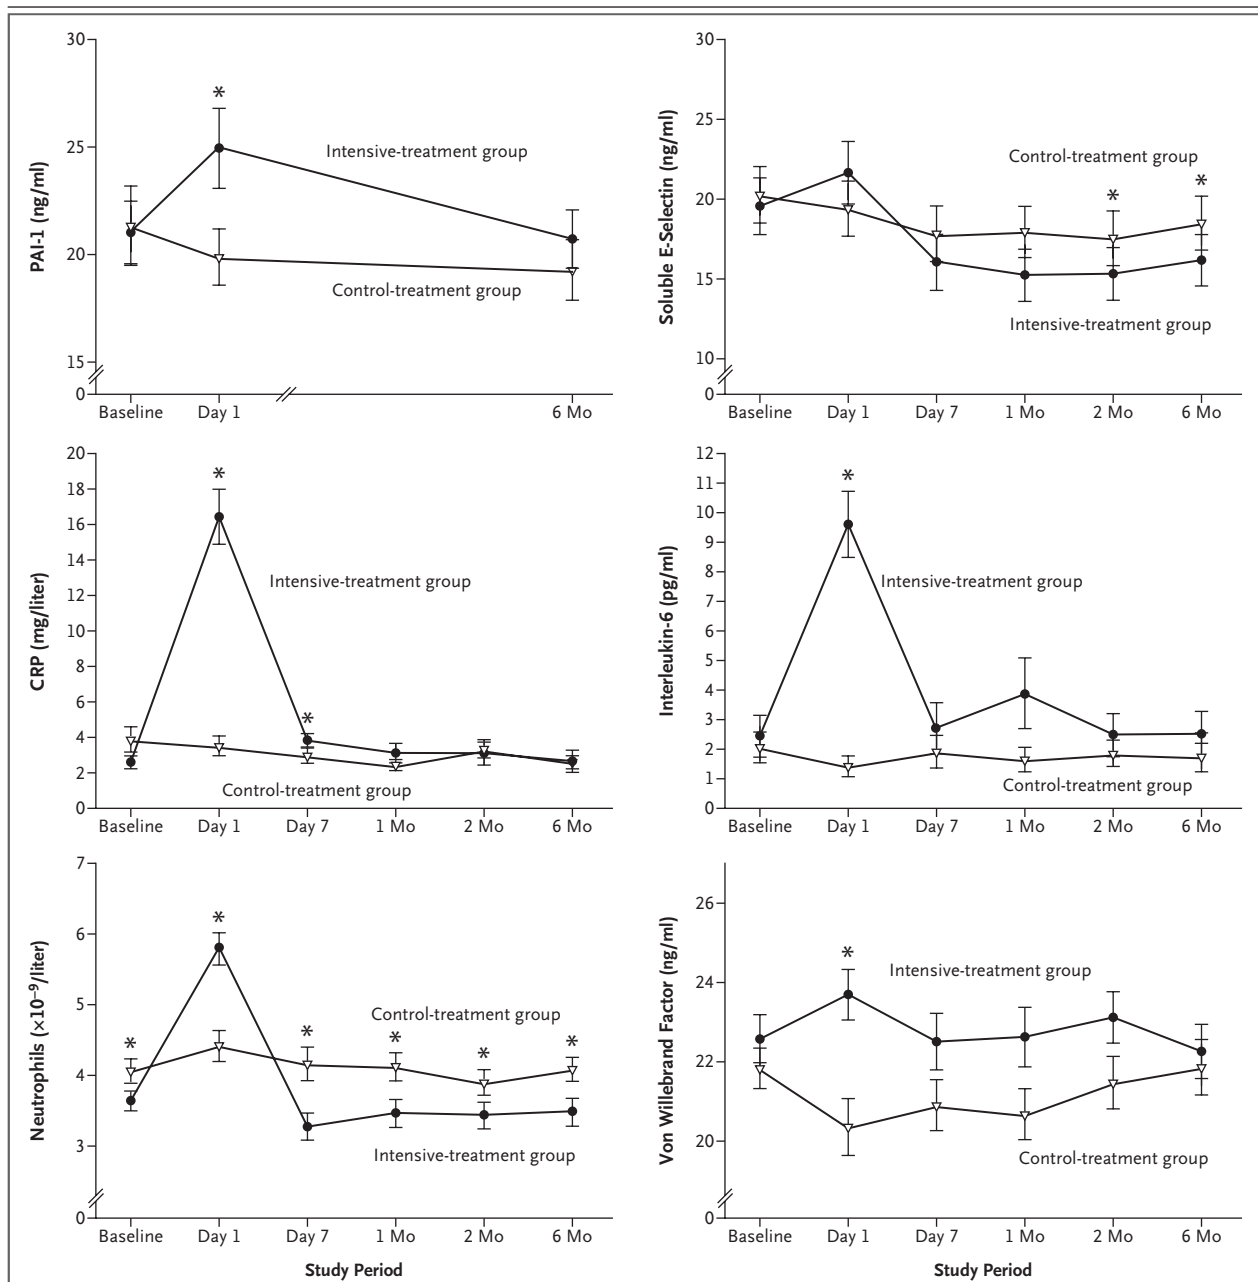 30
25
20
15
0
PAI-1 (ng/ml)
*
Intensive-treatment group
Control-treatment group
Baseline Day 1 6 Mo
30
25
20
15
10
0
Soluble E-Selectin (ng/ml)
Control-treatment group
* *
Intensive-treatment group
Baseline Day 1 Day 7 1 Mo 2 Mo 6 Mo
20
18
16
14
12
10
8
6
4
2
0
CRP (mg/liter)
*
Intensive-treatment group
*
Control-treatment group
Baseline Day 1 Day 7 1 Mo 2 Mo 6 Mo
12
11
10
9
8
7
6
5
4
3
2
1
0
Interleukin-6 (pg/ml)
*
Intensive-treatment group
Control-treatment group
Baseline Day 1 Day 7 1 Mo 2 Mo 6 Mo
7
6
5
4
3
0
Neutrophils (×10⁻⁹/liter)
*
Control-treatment group
* * * * *
Intensive-treatment group
Baseline Day 1 Day 7 1 Mo 2 Mo 6 Mo
Study Period
26
24
22
20
0
Von Willebrand Factor (ng/ml)
*
Intensive-treatment group
Control-treatment group
Baseline Day 1 Day 7 1 Mo 2 Mo 6 Mo
Study Period